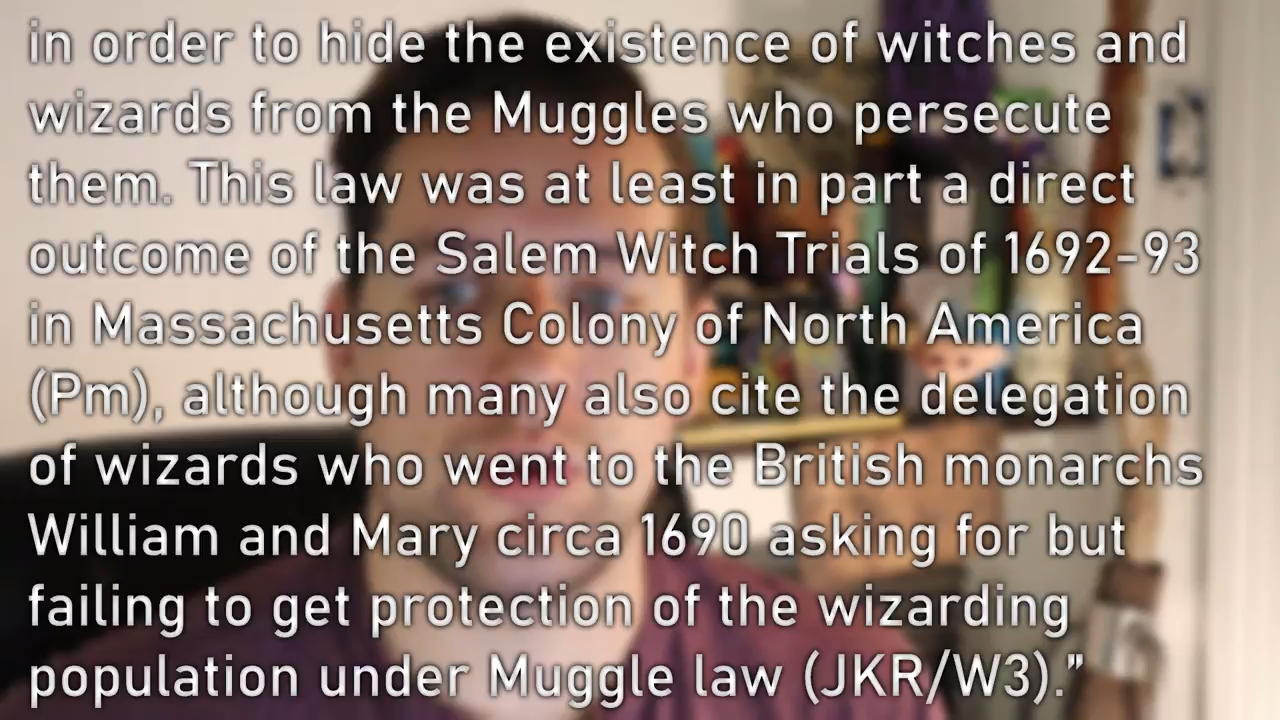 in order to hide the existence of witches and
wizards from the Muggles who persecute
them. This law was at least in part a direct
outcome of the Salem Witch Trials of 1692-93
in Massachusetts Colony of North America
(Pm), although many also cite the delegation
of wizards who went to the British monarchs
William and Mary circa 1690 asking for but
failing to get protection of the wizarding
population under Muggle law (JKR/W3).”